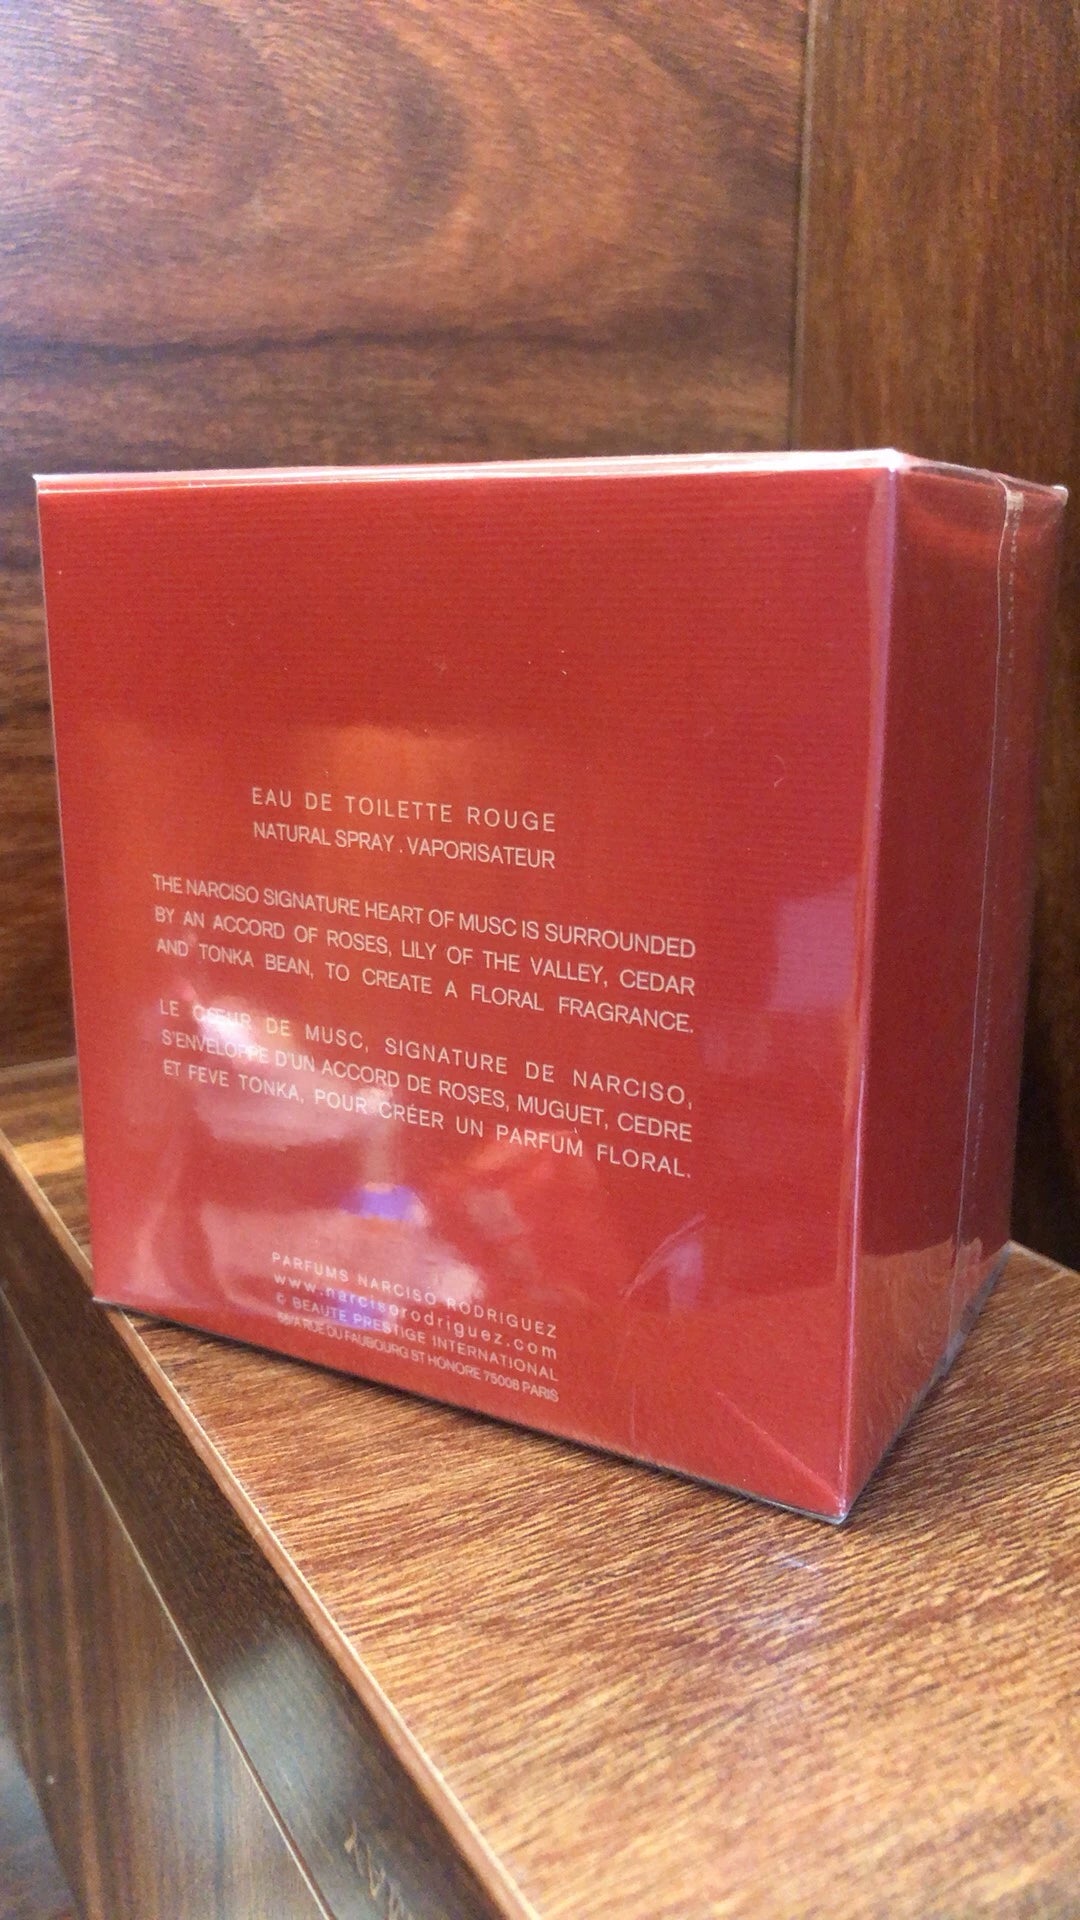 EAU DE TOILETTE ROUGE
NATURAL SPRAY . VAPORISATEUR
THE NARCISO SIGNATURE HEART OF MUSC IS SURROUNDED
BY AN ACCORD OF ROSES, LILY OF THE VALLEY, CEDAR
AND TONKA BEAN, TO CREATE A FLORAL FRAGRANCE.
LE CŒUR DE MUSC, SIGNATURE DE NARCISO,
S'ENVELOPPE D'UN ACCORD DE ROSES, MUGUET, CEDRE
ET FEVE TONKA, POUR CRÉER UN PARFUM FLORAL.
PARFUMS NARCISO RODRIGUEZ
www.narcisorodriguez.com
© BEAUTE PRESTIGE INTERNATIONAL
RUE DU FAUBOURG ST HONORE 75008 PARIS